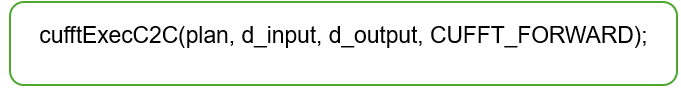 cufftExecC2C(plan, d_input, d_output, CUFFT_FORWARD);